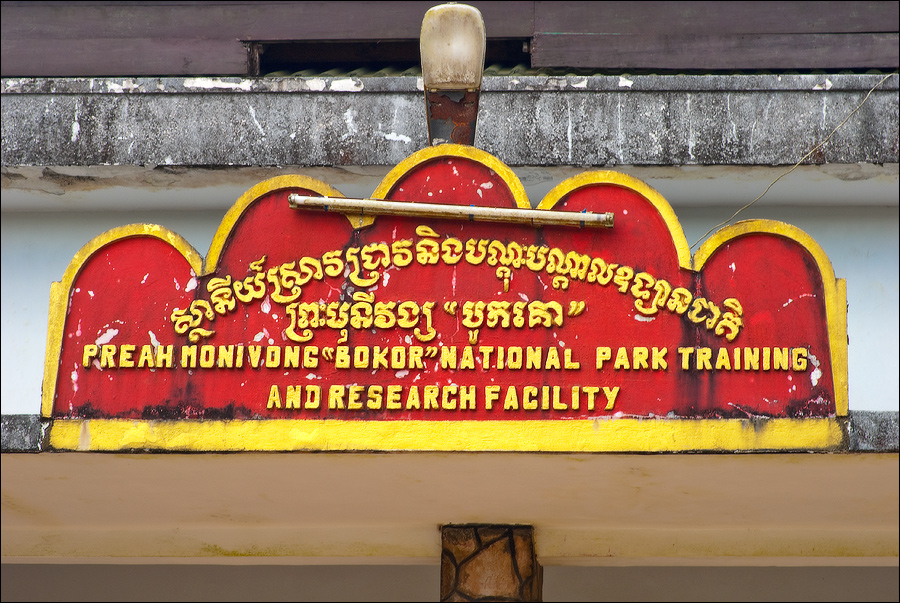 ស្ថានីយ៍ស្រាវជ្រាវនិងបណ្ដុះបណ្ដាលឧទ្យានជាតិ
ព្រះមុនីវង្ស "បូកគោ"
PREAH MONIVONG "BOKOR" NATIONAL PARK TRAINING
AND RESEARCH FACILITY